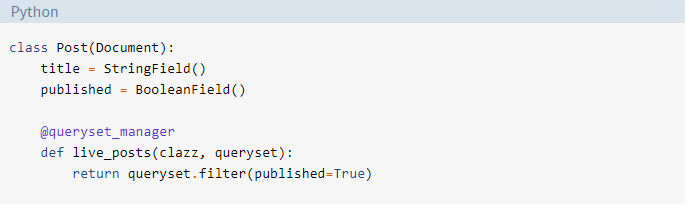 Python
class Post(Document):
    title = StringField()
    published = BooleanField()
    @queryset_manager
    def live_posts(clazz, queryset):
        return queryset.filter(published=True)